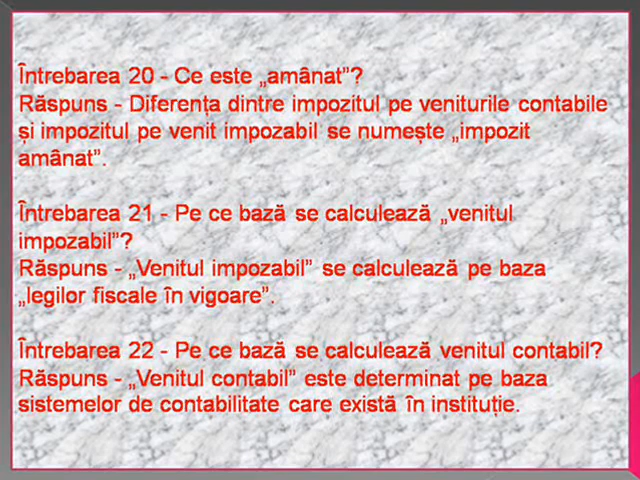 Întrebarea 20 - Ce este „amânat”?
Răspuns - Diferența dintre impozitul pe veniturile contabile
și impozitul pe venit impozabil se numește „impozit
amânat”.
Întrebarea 21 - Pe ce bază se calculează „venitul
impozabil”?
Răspuns - „Venitul impozabil” se calculează pe baza
„legilor fiscale în vigoare”.
Întrebarea 22 - Pe ce bază se calculează venitul contabil?
Răspuns - „Venitul contabil” este determinat pe baza
sistemelor de contabilitate care există în instituție.